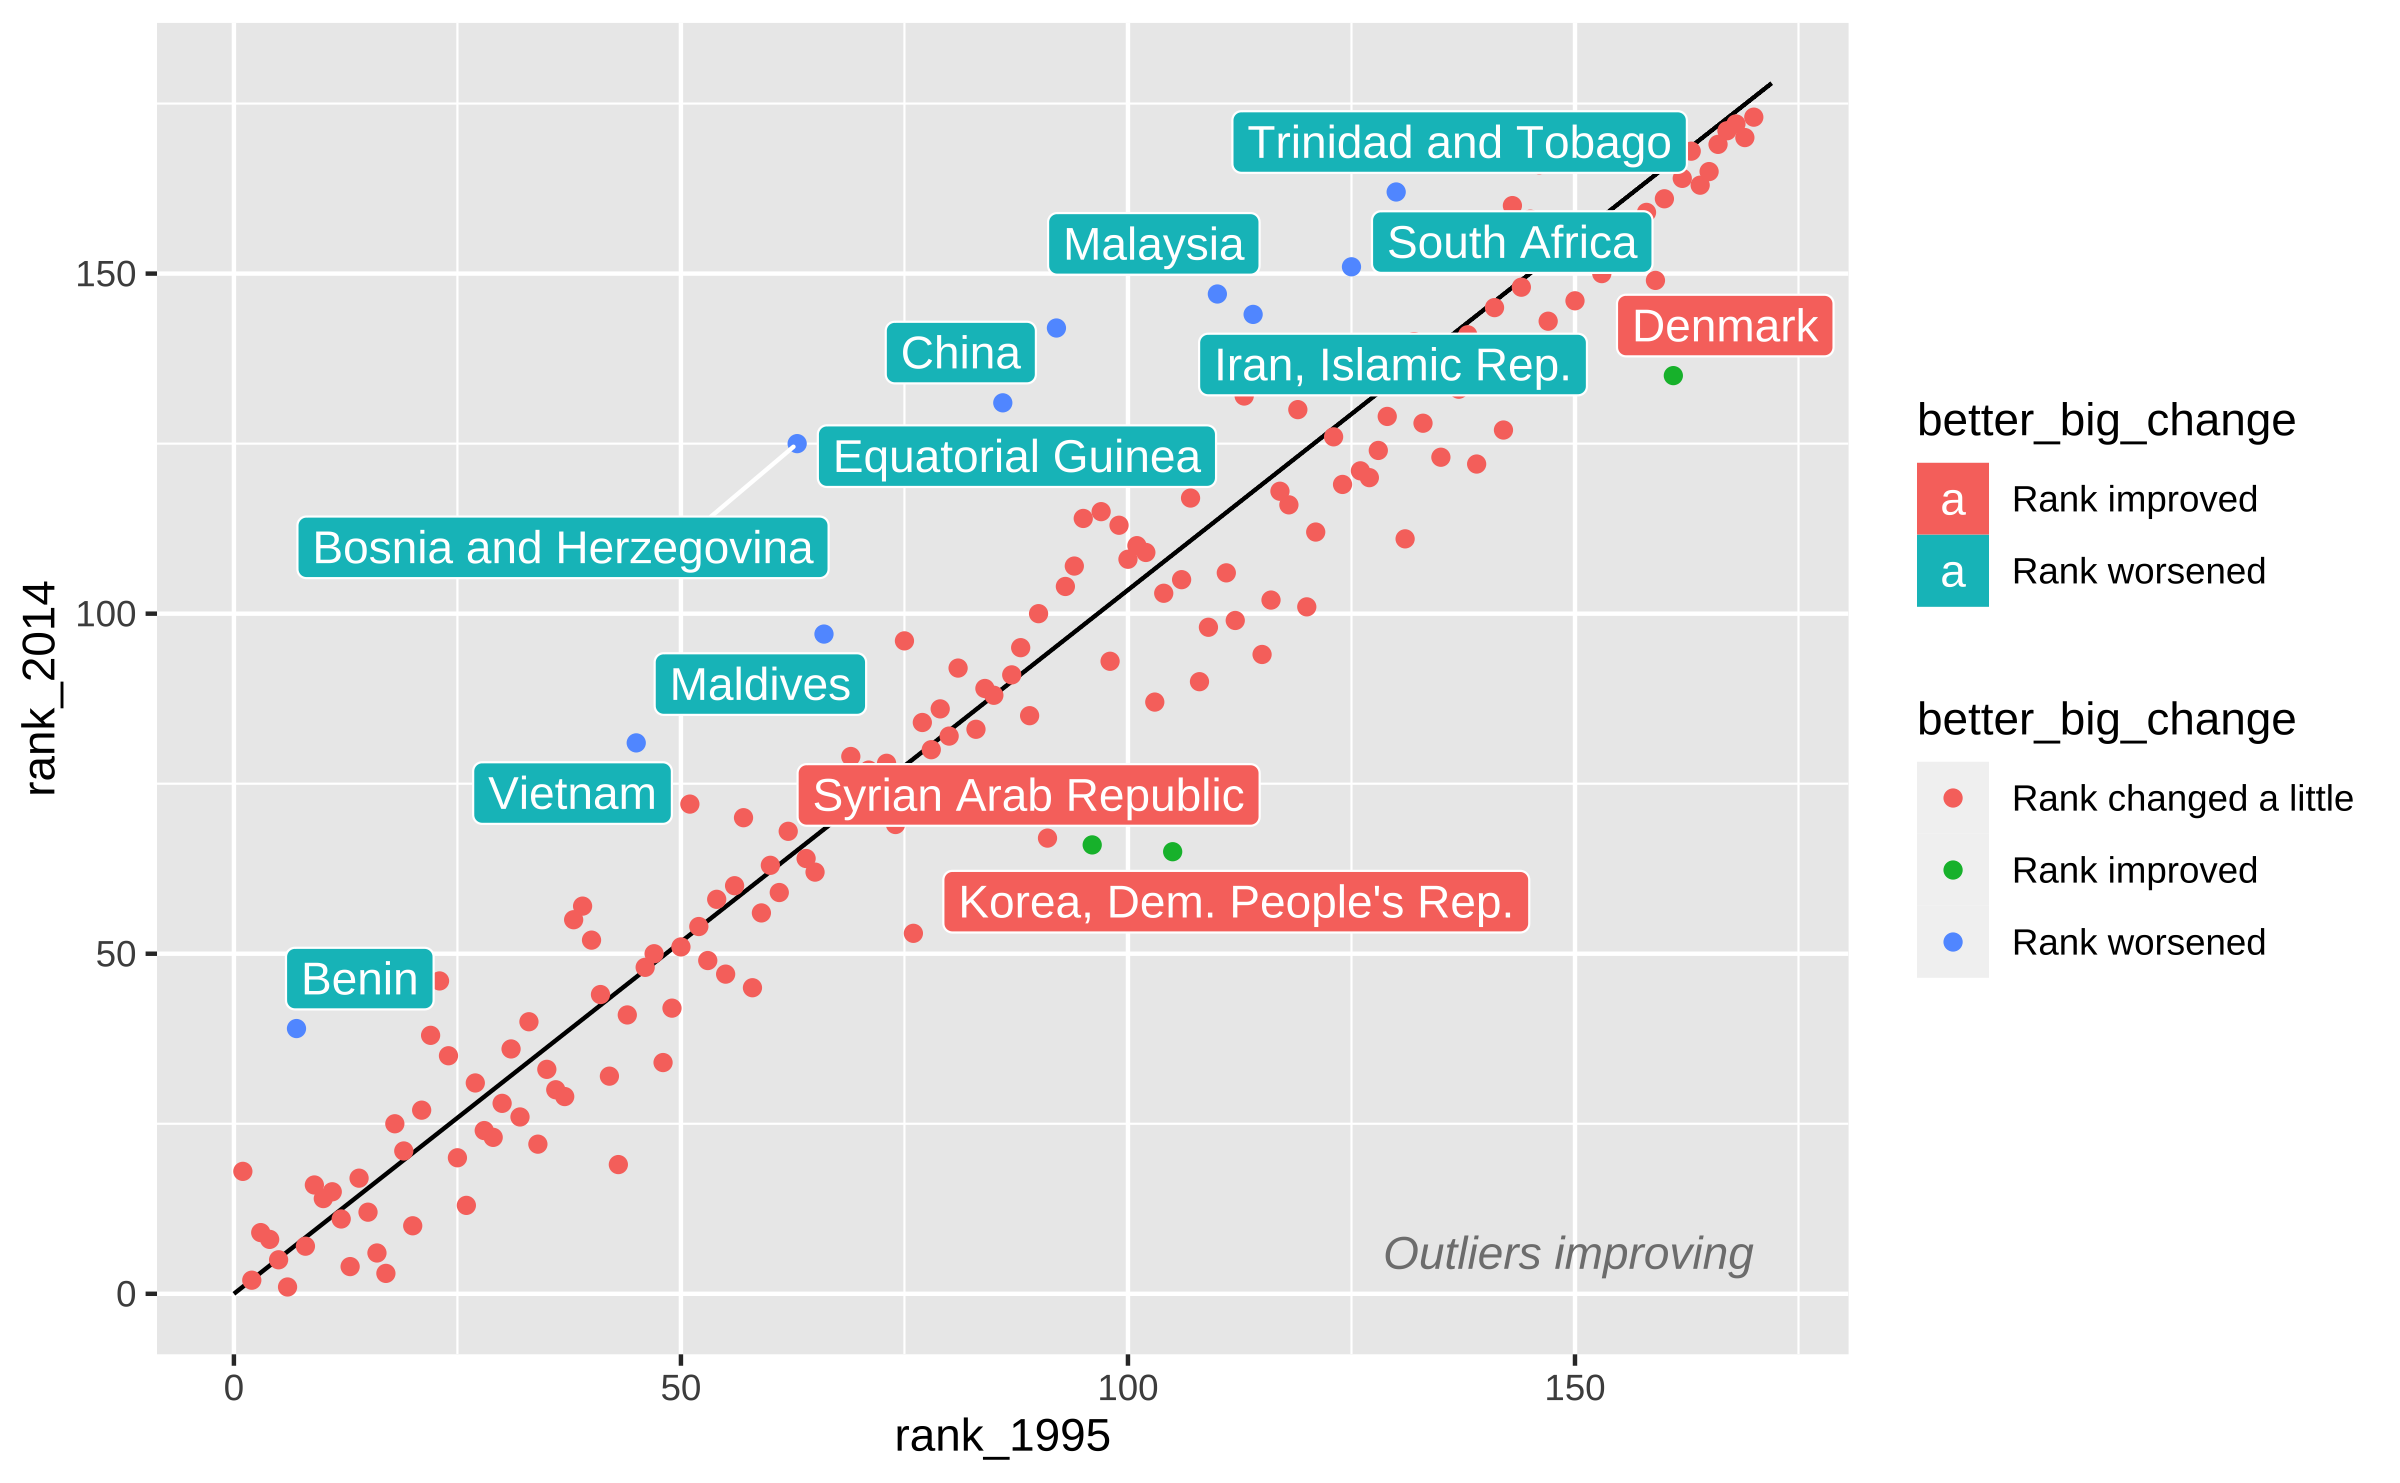 Trinidad and Tobago
Malaysia
South Africa
China
Iran, Islamic Rep.
Denmark
Equatorial Guinea
Bosnia and Herzegovina
Maldives
Vietnam
Syrian Arab Republic
Korea, Dem. People's Rep.
Benin
Outliers improving
150
100
50
0
rank_2014
0
50
100
150
rank_1995
better_big_change
a Rank improved
a Rank worsened
better_big_change
Rank changed a little
Rank improved
Rank worsened